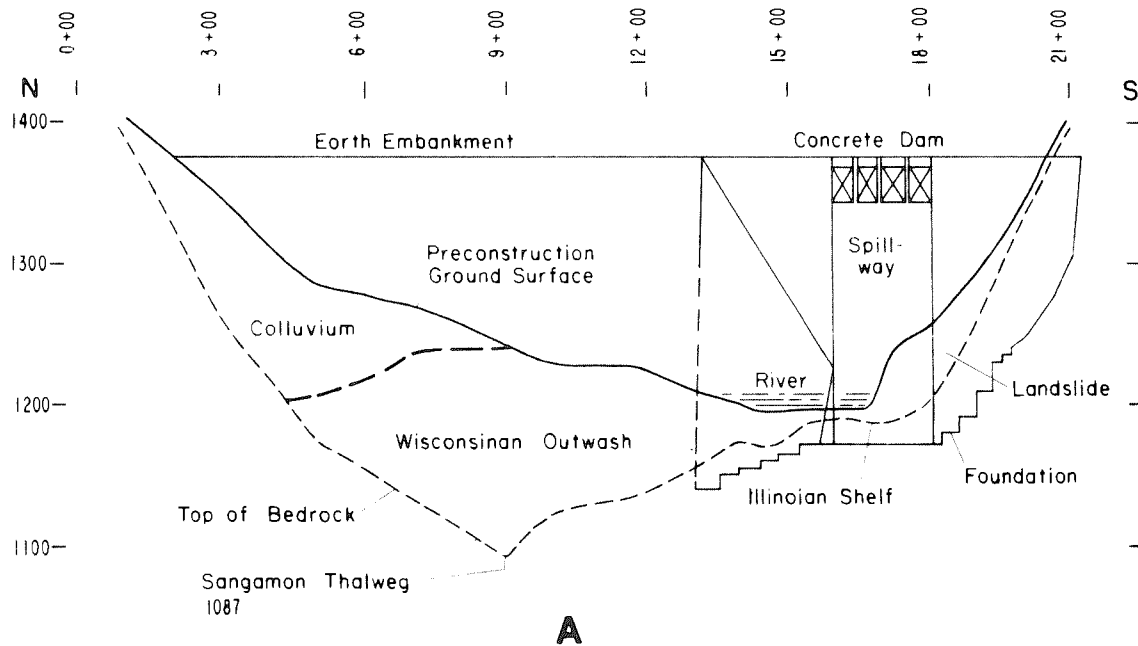 0+00
3+00
6+00
9+00
12+00
15+00
18+00
21+00
N
S
1400
Eorth Embankment
Concrete Dam
1300
Preconstruction
Ground Surface
Spill-
way
Colluvium
River
1200
Landslide
Wisconsinan Outwash
Foundation
Illinoian Shelf
Top of Bedrock
1100
Sangamon Thalweg
1087
A